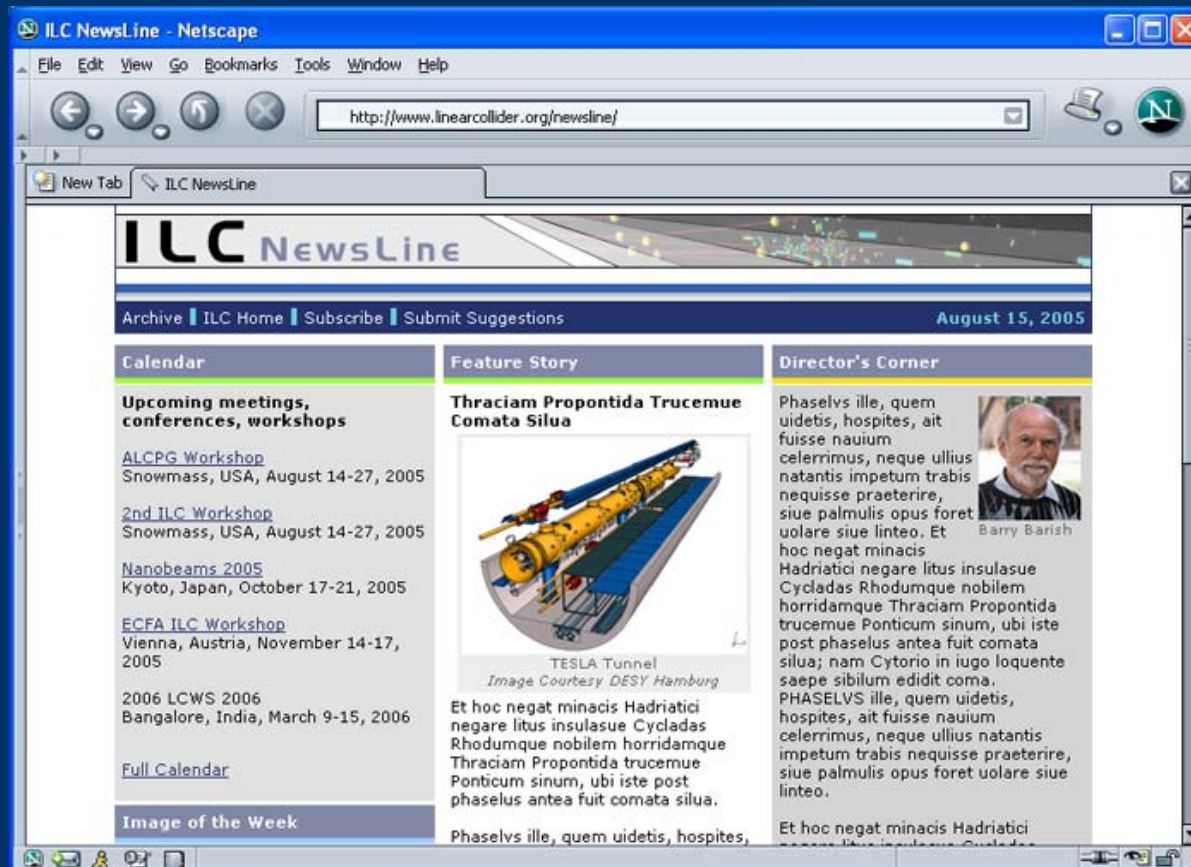 ILC NewsLine - Netscape
File Edit View Go Bookmarks Tools Window Help
http://www.linearcollider.org/newsline/
N
New Tab
ILC NewsLine
ILC NewsLine
Archive ILC Home Subscribe Submit Suggestions
August 15, 2005
Calendar
Upcoming meetings,
conferences, workshops
ALCPG Workshop
Snowmass, USA, August 14-27, 2005
2nd ILC Workshop
Snowmass, USA, August 14-27, 2005
Nanobeams 2005
Kyoto, Japan, October 17-21, 2005
ECFA ILC Workshop
Vienna, Austria, November 14-17,
2005
2006 LCWS 2006
Bangalore, India, March 9-15, 2006
Full Calendar
Image of the Week
Feature Story
Thraciam Propontida Trucemue
Comata Silua
TESLA Tunnel
Image Courtesy DESY Hamburg
Et hoc negat minacis Hadriatici
negare litus insulasue Cycladas
Rhodumque nobilem horridamque
Thraciam Propontida trucemue
Ponticum sinum, ubi iste post
phaselus antea fuit comata silua.
Phaselvs ille, quem uidetis, hospites,
Director's Corner
Phaselvs ille, quem
uidetis, hospites, ait
fuisse nauium
celerrimus, neque ullius
natantis impetum trabis
nequisse praeterire,
siue palmulis opus foret
uolare siue linteo. Et
hoc negat minacis
Barry Barish
Hadriatici negare litus insulasue
Cycladas Rhodumque nobilem
horridamque Thraciam Propontida
trucemue Ponticum sinum, ubi iste
post phaselus antea fuit comata
silua; nam Cytorio in iugo loquente
saepe sibilum edidit coma.
PHASELVS ille, quem uidetis,
hospites, ait fuisse nauium
celerrimus, neque ullius natantis
impetum trabis nequisse praeterire,
siue palmulis opus foret uolare siue
linteo.
Et hoc negat minacis Hadriatici
negare litus insulasue Cycladas